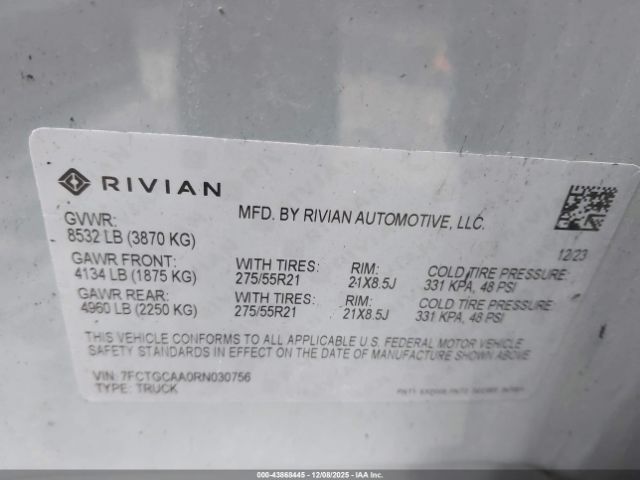 RIVIAN
MFD. BY RIVIAN AUTOMOTIVE, LLC.
GVWR:
8532 LB (3870 KG)
12/23
GAWR FRONT: WITH TIRES: RIM: COLD TIRE PRESSURE:
4134 LB (1875 KG) 275/55R21 21X8.5J 331 KPA, 48 PSI
GAWR REAR: WITH TIRES: RIM: COLD TIRE PRESSURE:
4960 LB (2250 KG) 275/55R21 21X8.5J 331 KPA, 48 PSI
THIS VEHICLE CONFORMS TO ALL APPLICABLE U.S. FEDERAL MOTOR VEHICLE
SAFETY STANDARDS IN EFFECT ON THE DATE OF MANUFACTURE SHOWN ABOVE
VIN: 7FCTGCAA0RN030756
TYPE: TRUCK
000-43868445 - 12/08/2025 - IAA Inc.